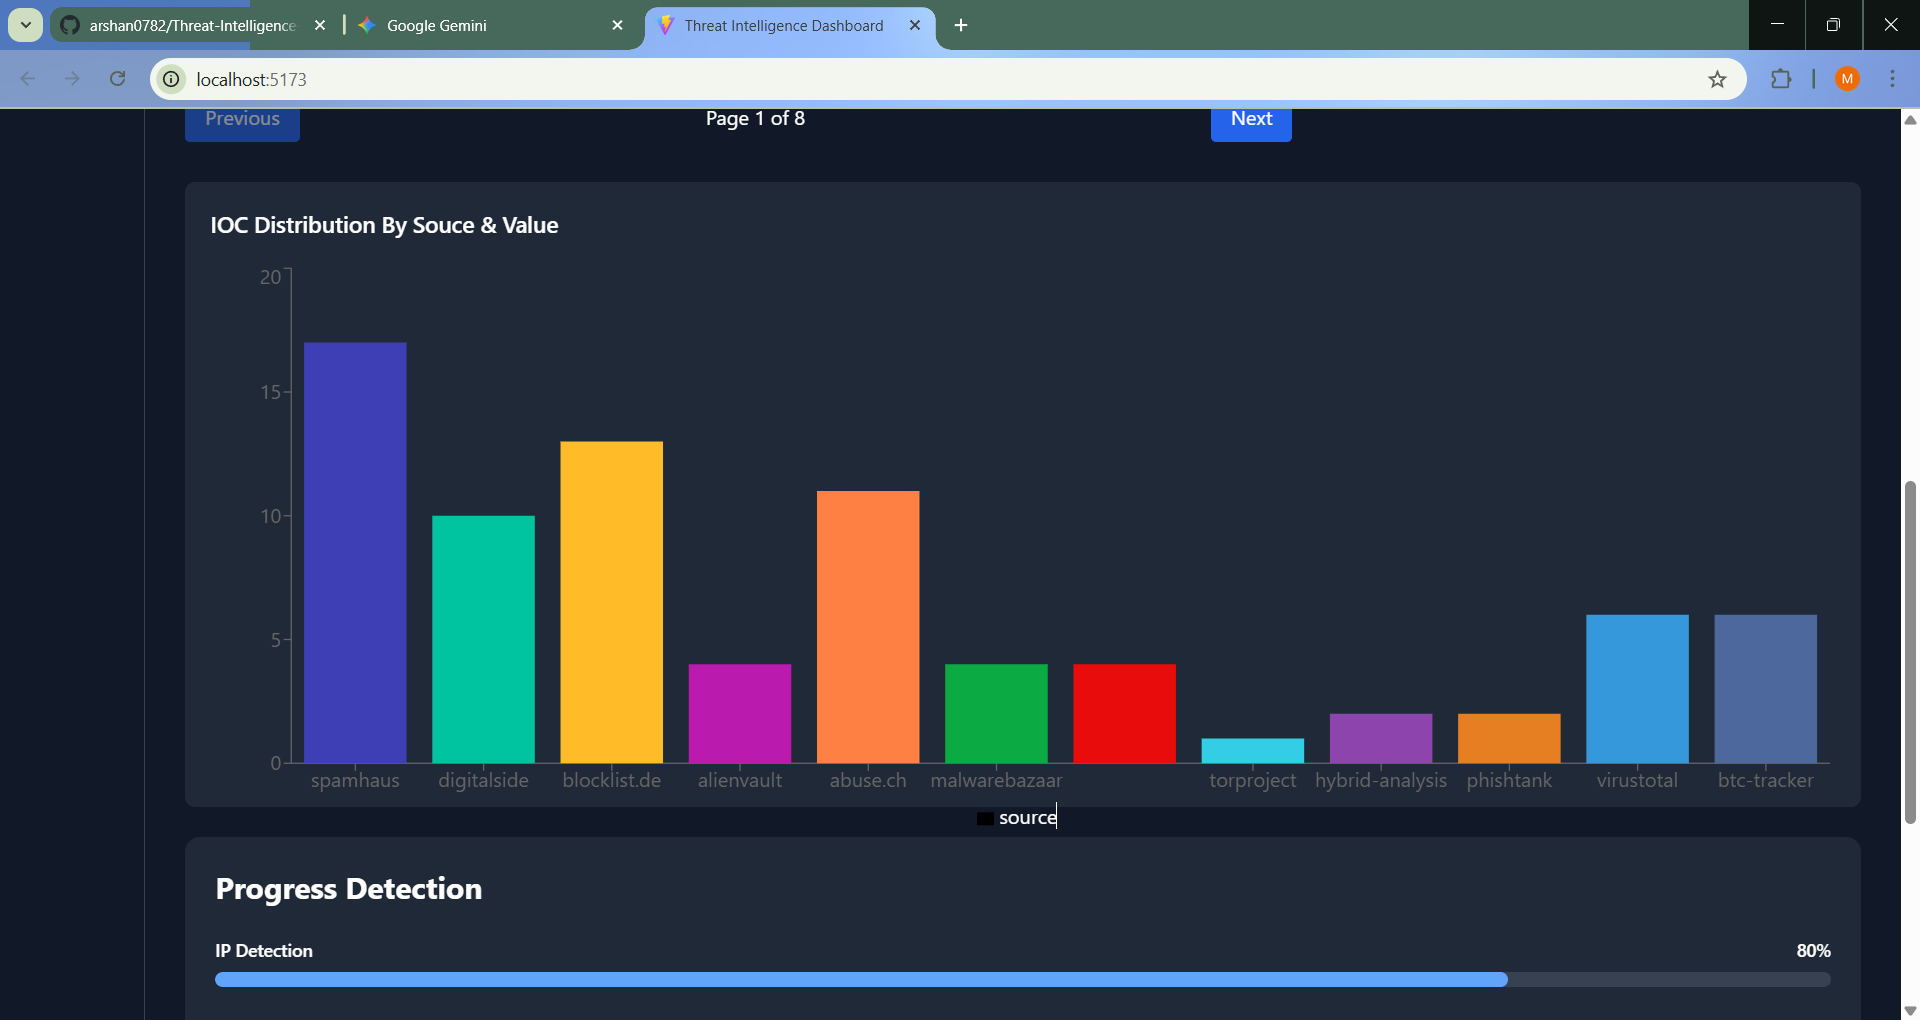 arshan0782/Threat-Intelligence
Google Gemini
Threat Intelligence Dashboard
localhost:5173
M
Previous
Page 1 of 8
Next
IOC Distribution By Souce & Value
20
15
10
5
0
spamhaus digitalside blocklist.de alienvault abuse.ch malwarebazaar torproject hybrid-analysis phishtank virustotal btc-tracker
source
Progress Detection
IP Detection 80%